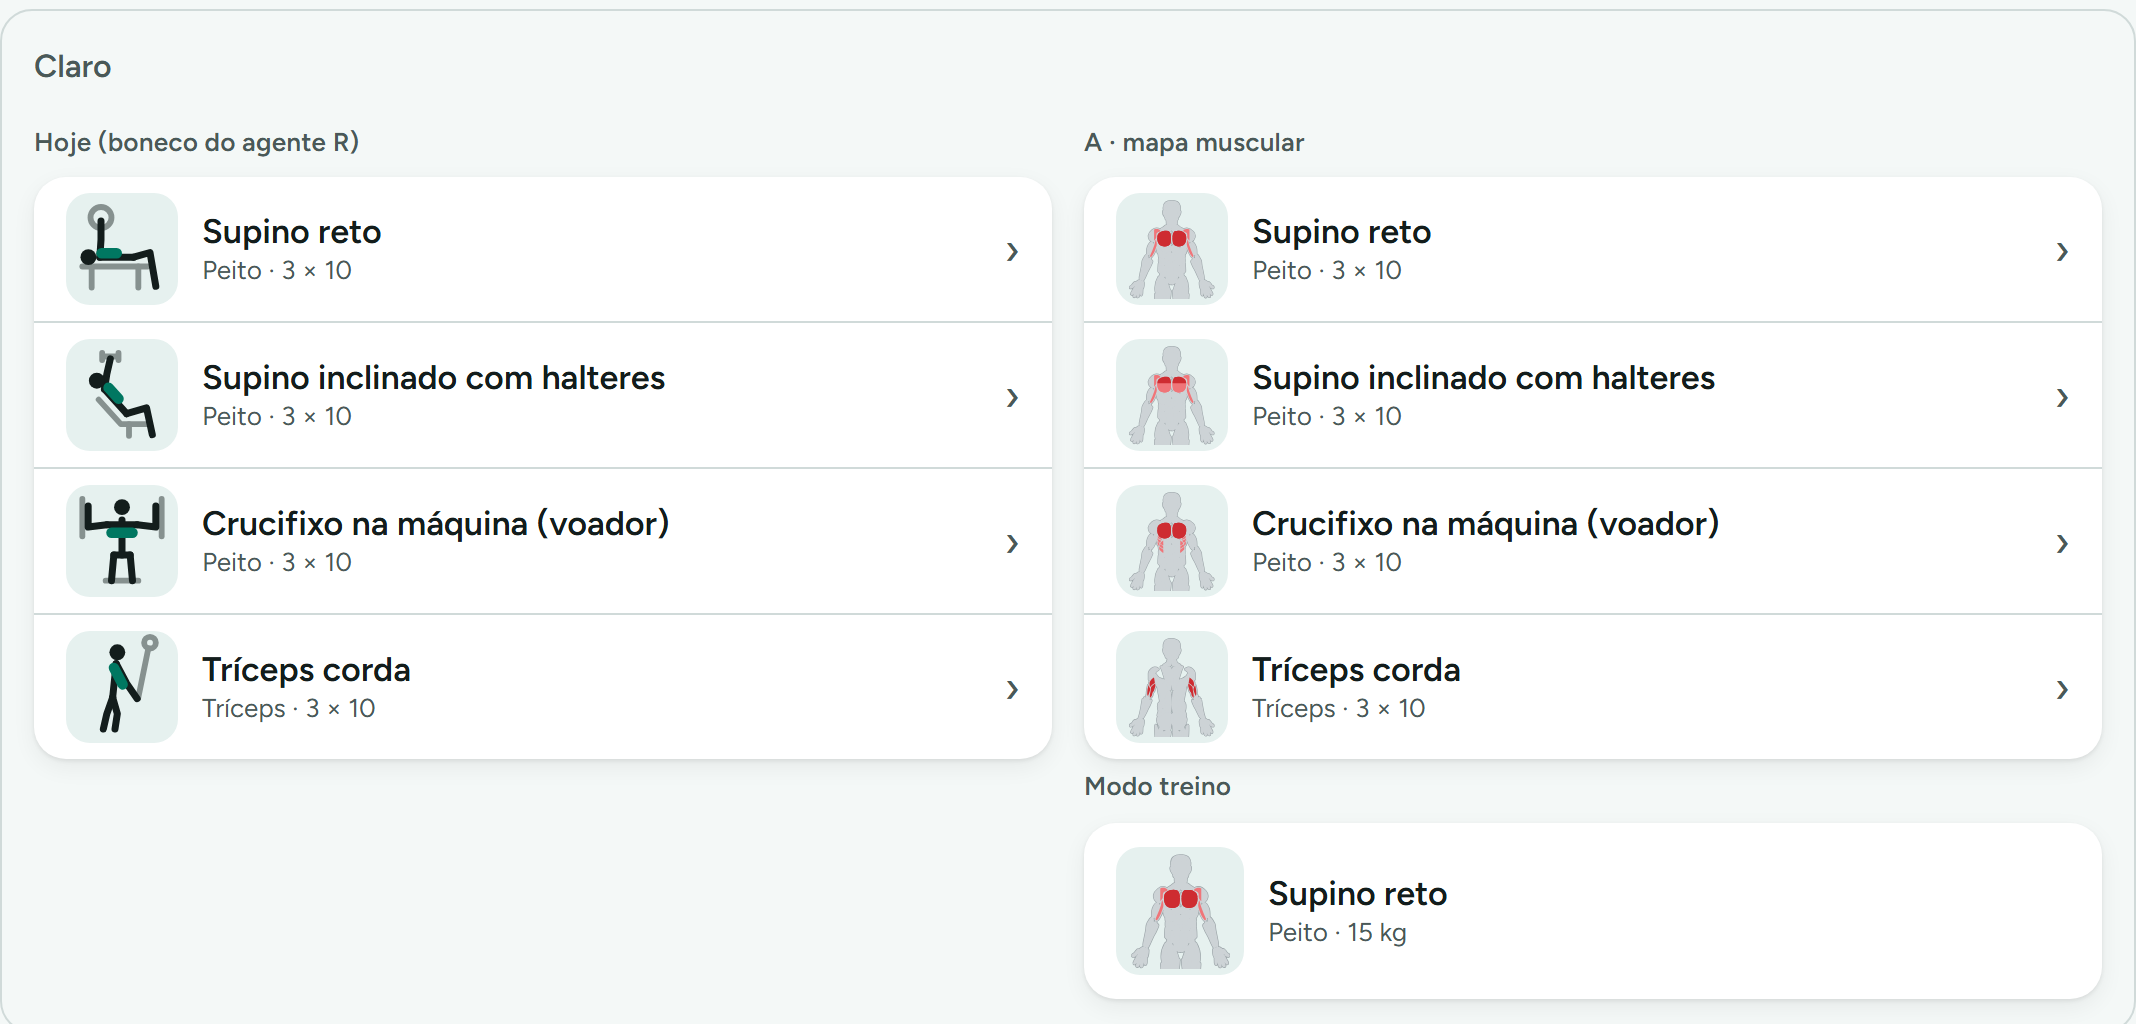 Claro
Hoje (boneco do agente R)
Supino reto
Peito · 3 × 10
Supino inclinado com halteres
Peito · 3 × 10
Crucifixo na máquina (voador)
Peito · 3 × 10
Tríceps corda
Tríceps · 3 × 10
A · mapa muscular
Supino reto
Peito · 3 × 10
Supino inclinado com halteres
Peito · 3 × 10
Crucifixo na máquina (voador)
Peito · 3 × 10
Tríceps corda
Tríceps · 3 × 10
Modo treino
Supino reto
Peito · 15 kg